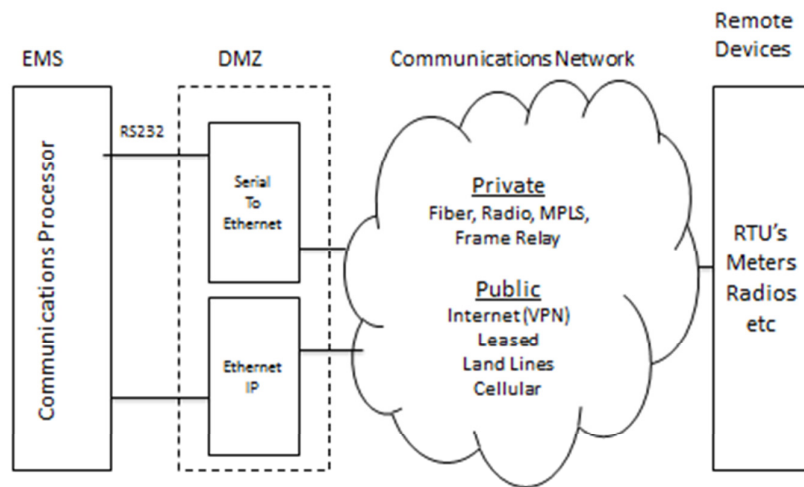 EMS
DMZ
Communications Network
Remote
Devices
Communications Processor
RS232
Serial
To
Ethernet
Ethernet
IP
Private
Fiber, Radio, MPLS,
Frame Relay
Public
Internet (VPN)
Leased
Land Lines
Cellular
RTU's
Meters
Radios
etc